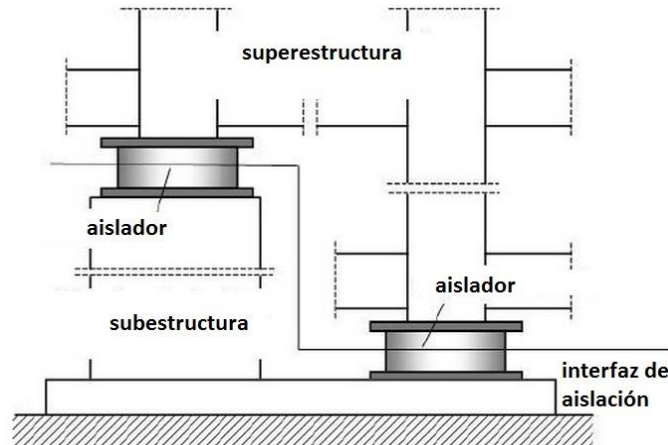 superestructura
aislador
aislador
subestructura
interfaz de
aislación